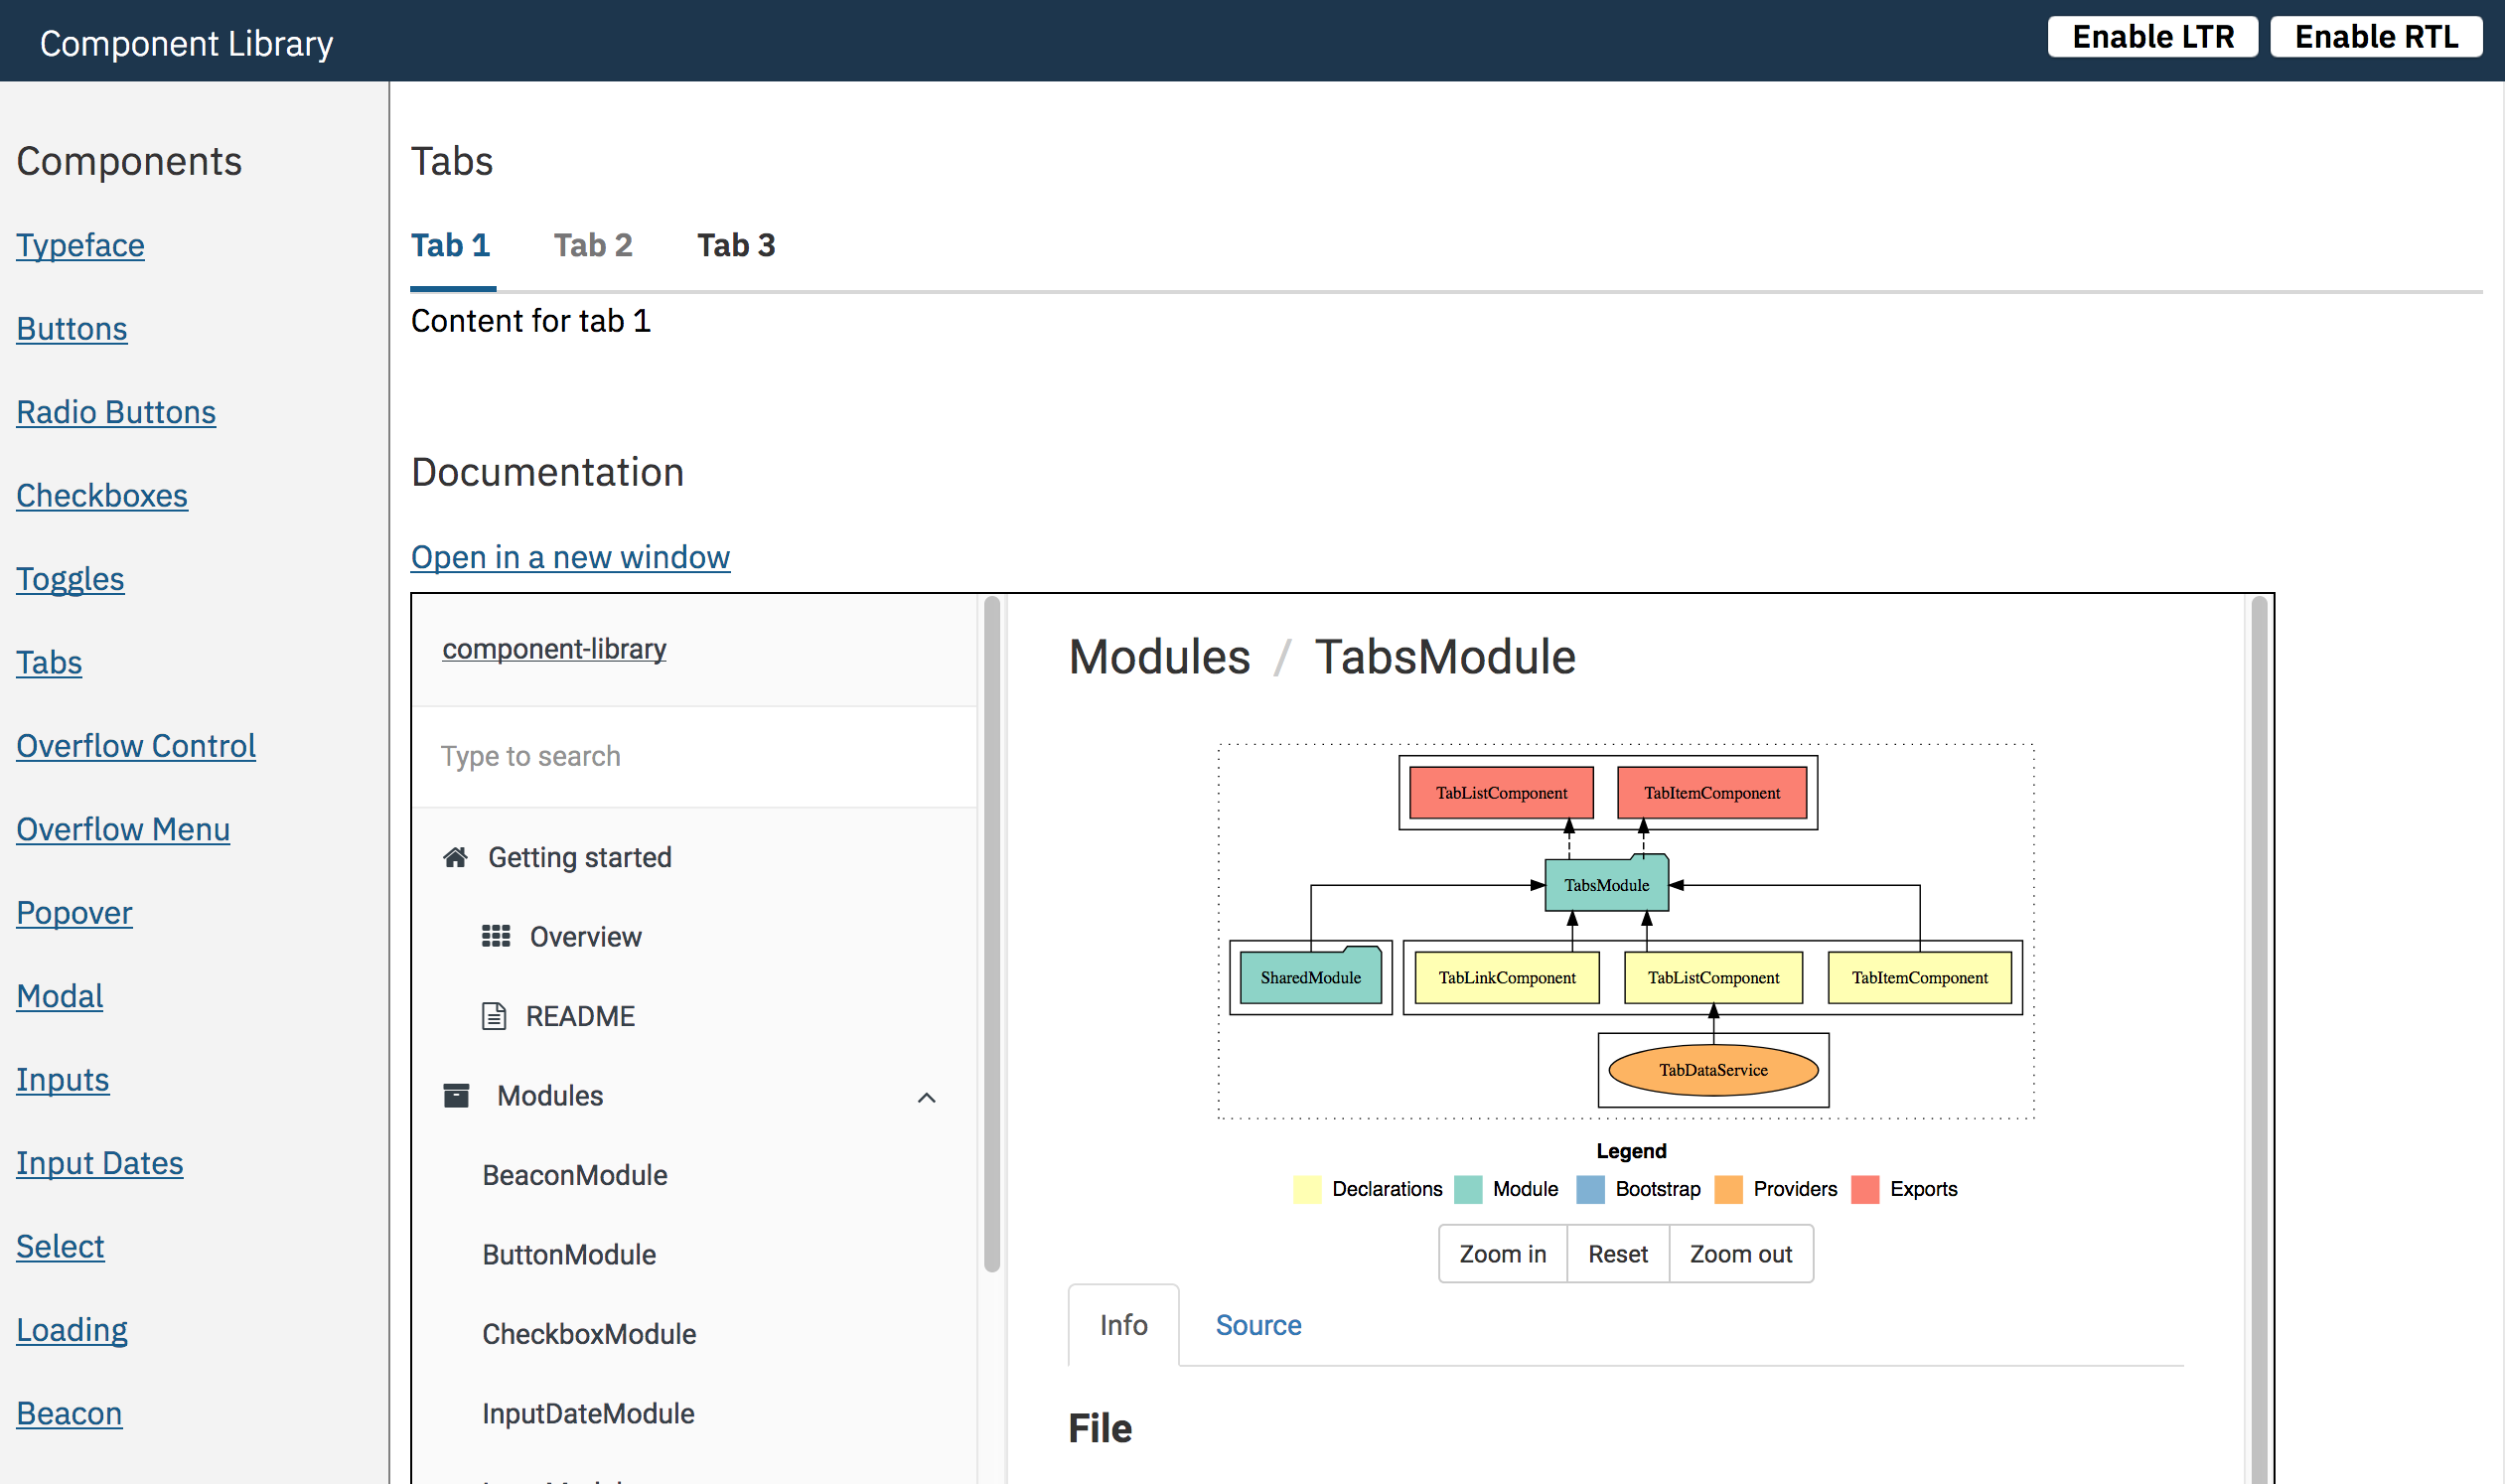 Component Library
Enable LTR
Enable RTL
Components
Typeface
Buttons
Radio Buttons
Checkboxes
Toggles
Tabs
Overflow Control
Overflow Menu
Popover
Modal
Inputs
Input Dates
Select
Loading
Beacon
Tabs
Tab 1 Tab 2 Tab 3
Content for tab 1
Documentation
Open in a new window
component-library
Type to search
Getting started
Overview
README
Modules
BeaconModule
ButtonModule
CheckboxModule
InputDateModule
Modules / TabsModule
TabListComponent TabItemComponent
TabsModule
SharedModule TabLinkComponent TabListComponent TabItemComponent
TabDataService
Legend
Declarations Module Bootstrap Providers Exports
Zoom in Reset Zoom out
Info Source
File